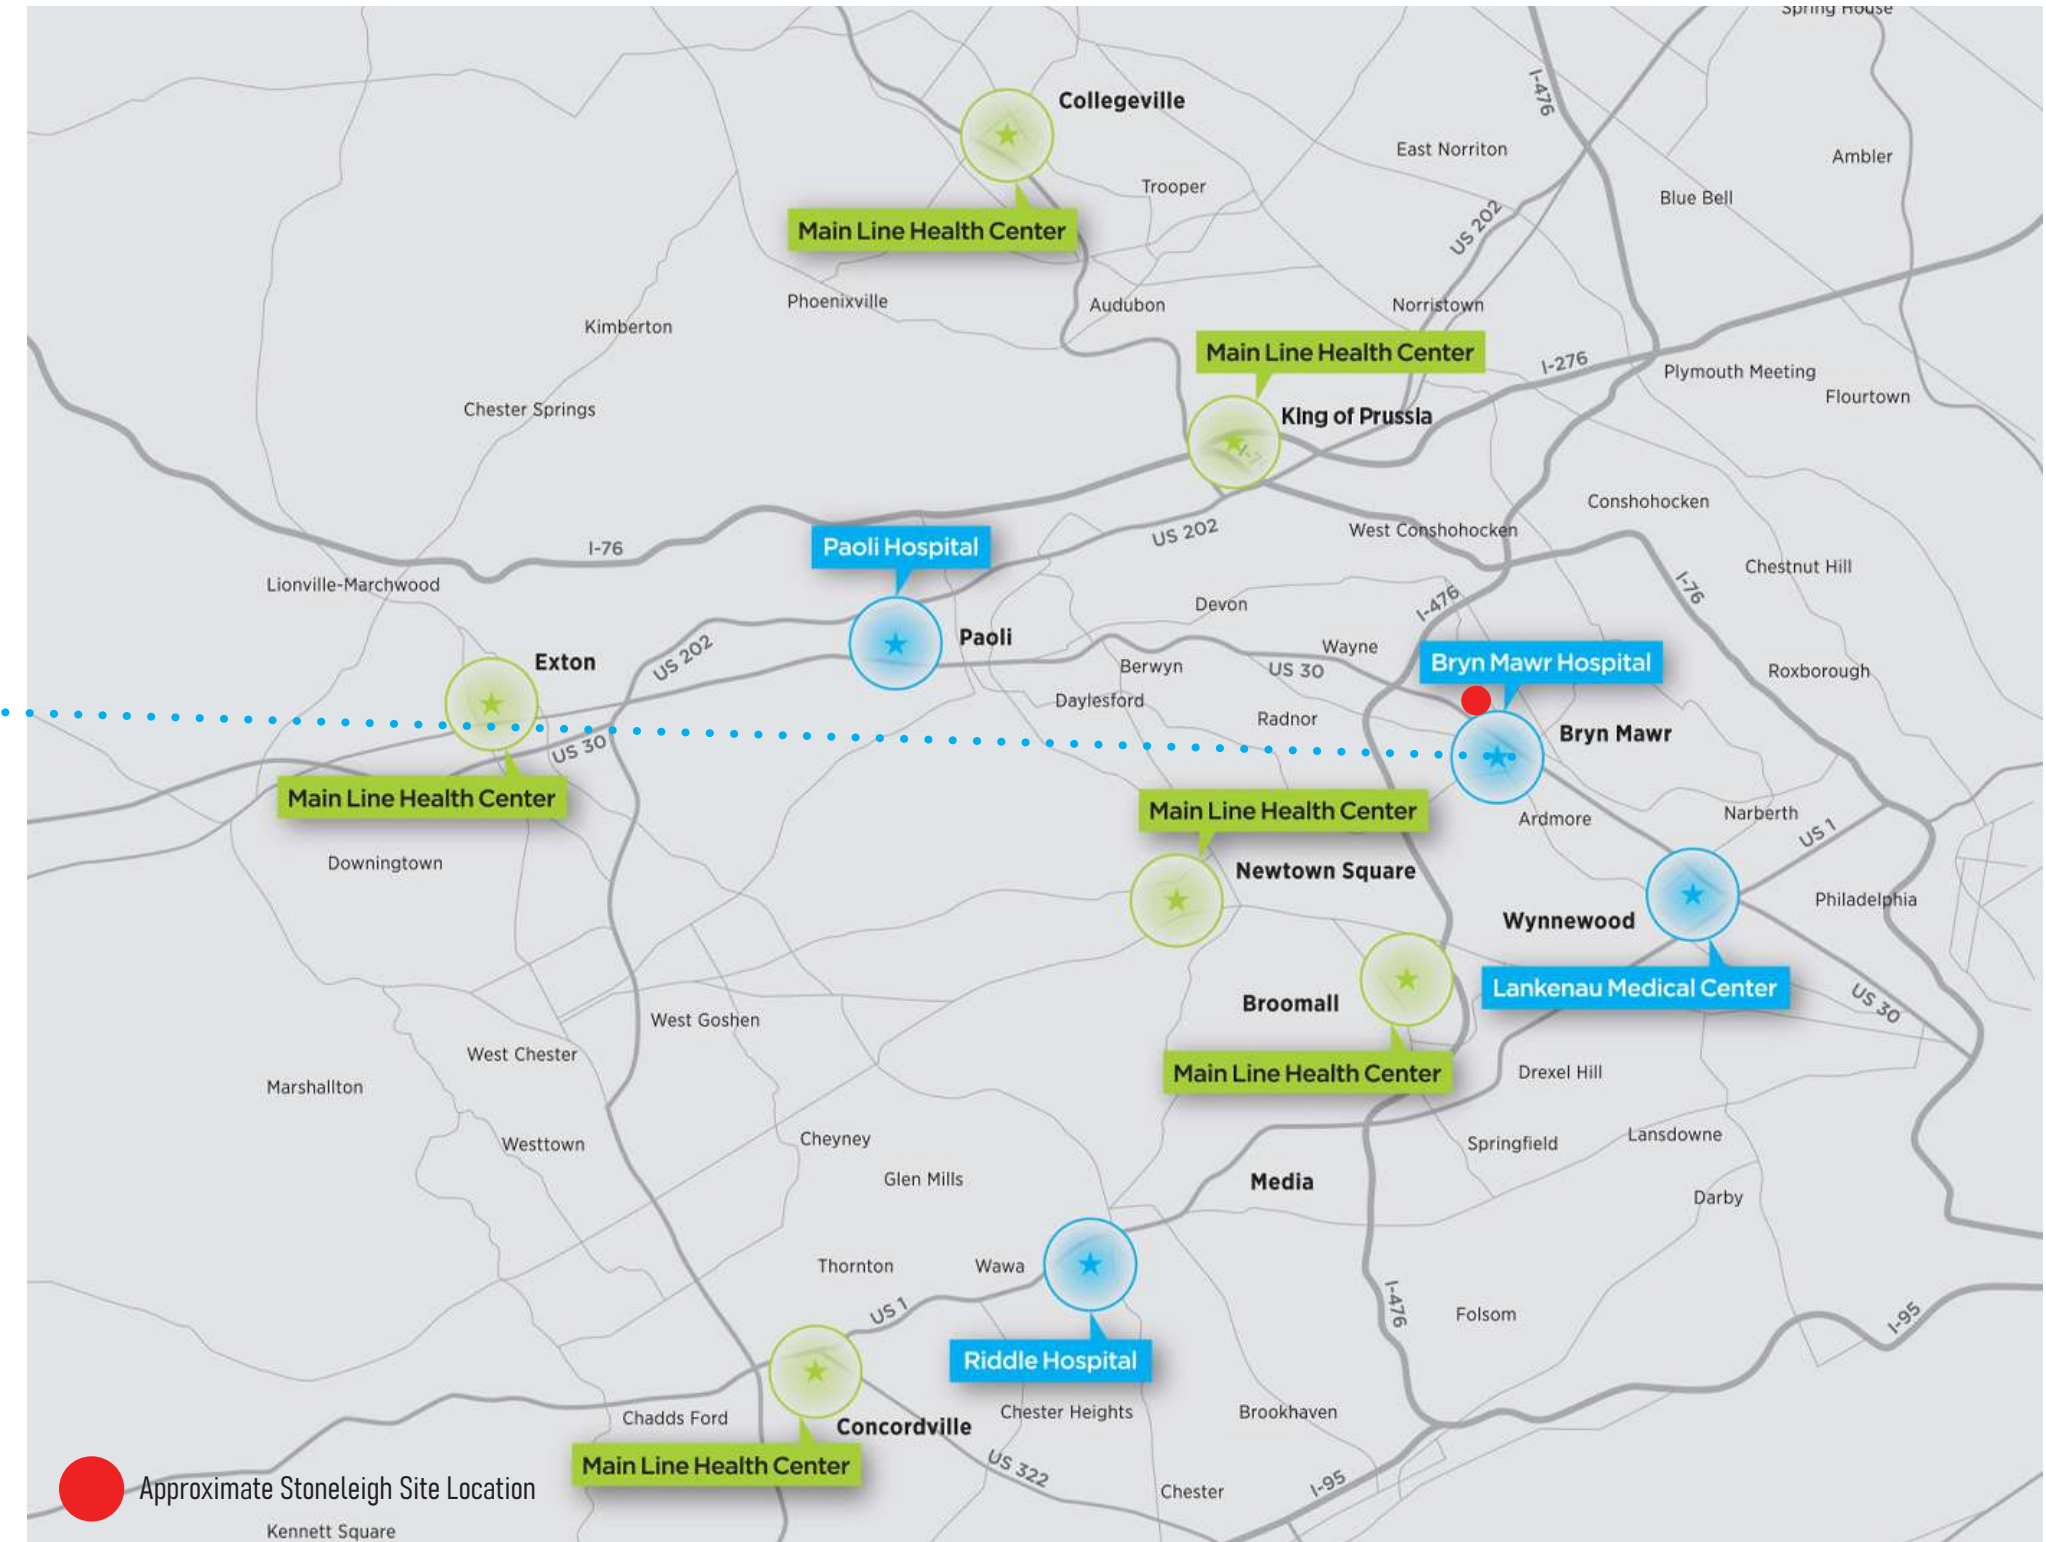 Spring House
I-476
Collegeville
East Norriton
Ambler
Trooper
Blue Bell
US 202
Main Line Health Center
Phoenixville
Audubon
Norristown
Kimberton
Main Line Health Center
I-276
Plymouth Meeting
Flourtown
Chester Springs
King of Prussia
I-7
Conshohocken
West Conshohocken
US 202
Paoli Hospital
I-76
Chestnut Hill
Lionville-Marchwood
I-76
Devon
I-476
Paoli
Wayne
US 202
Exton
Berwyn
US 30
Bryn Mawr Hospital
Roxborough
Daylesford
Radnor
Bryn Mawr
US 30
Main Line Health Center
Main Line Health Center
Ardmore
Narberth
US 1
Downingtown
Newtown Square
Philadelphia
Wynnewood
Lankenau Medical Center
US 30
Broomall
West Goshen
West Chester
Main Line Health Center
Drexel Hill
Marshallton
Westtown
Cheyney
Springfield
Lansdowne
Glen Mills
Media
Darby
Thornton
Wawa
US 1
I-476
Folsom
I-95
Riddle Hospital
Chadds Ford
Concordville
Chester Heights
Brookhaven
Main Line Health Center
US 322
Approximate Stoneleigh Site Location
Chester
I-95
Kennett Square